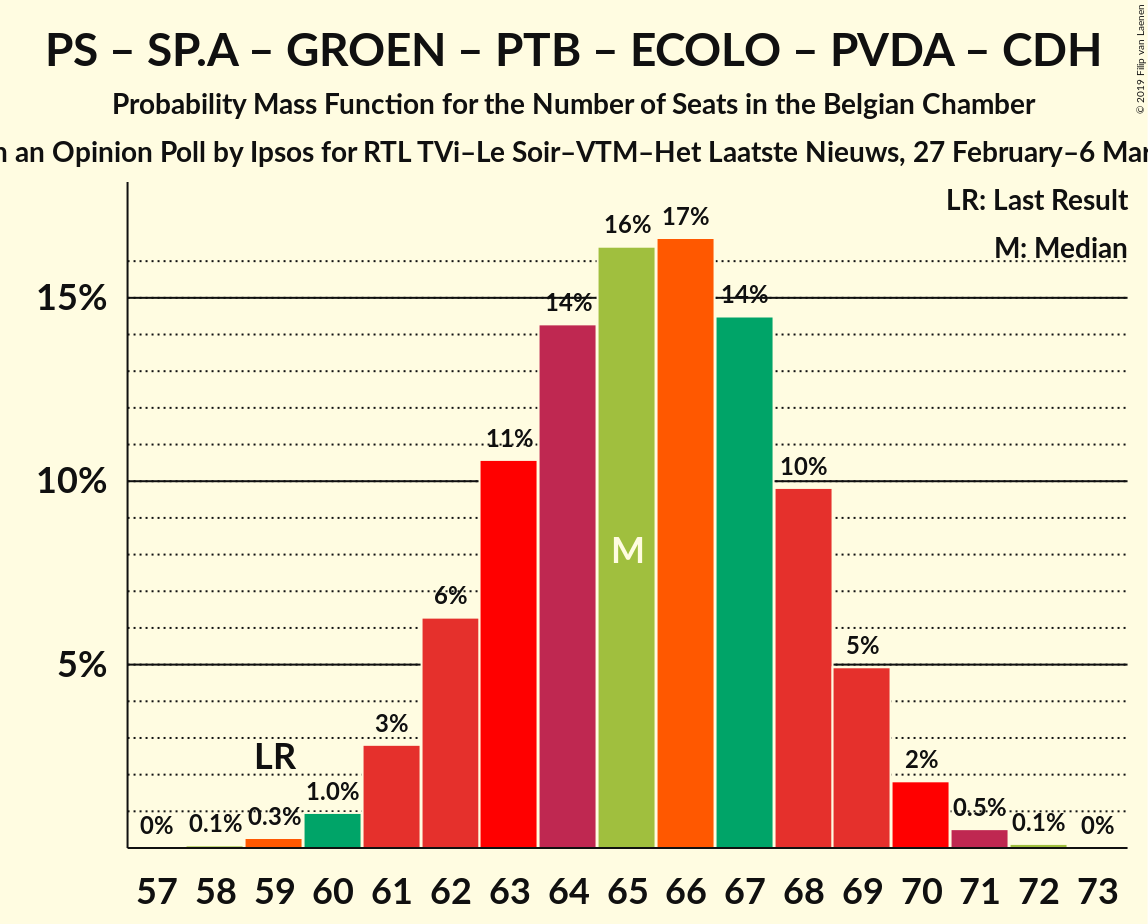 PS – SP.A – GROEN – PTB – ECOLO – PVDA – CDH
Probability Mass Function for the Number of Seats in the Belgian Chamber
an Opinion Poll by Ipsos for RTL TVi–Le Soir–VTM–Het Laatste Nieuws, 27 February–6 Mar
© 2019 Filip van Laenen
LR: Last Result
M: Median
15%
10%
5%
0%
0.1%
0.3%
LR
1.0%
3%
6%
11%
14%
16%
M
17%
14%
10%
5%
2%
0.5%
0.1%
0%
57 58 59 60 61 62 63 64 65 66 67 68 69 70 71 72 73